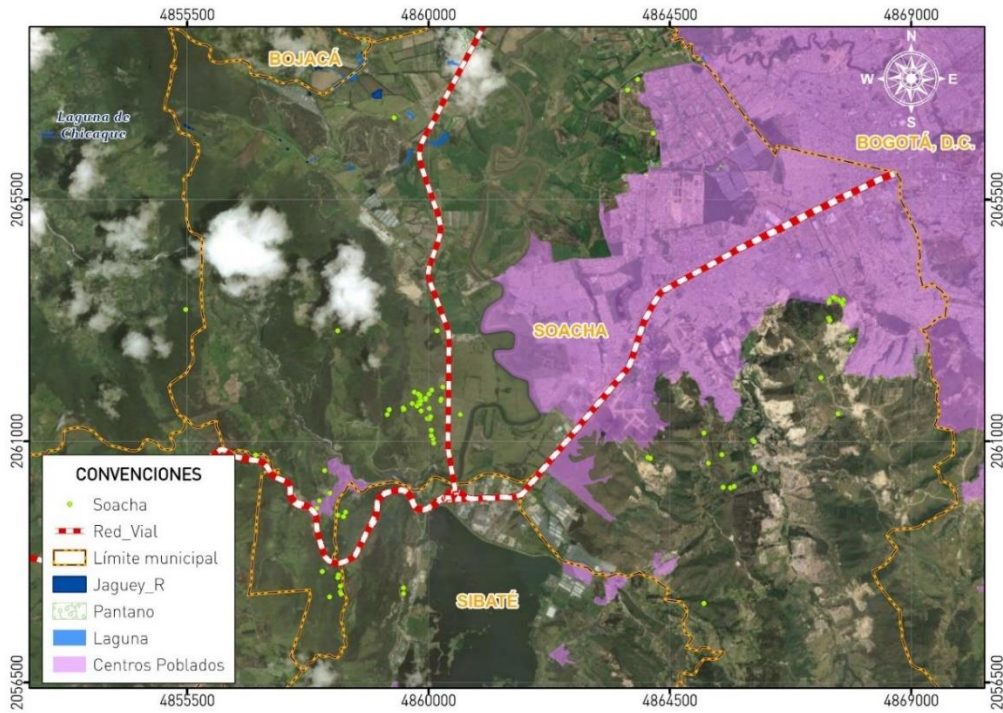 4855500 4860000 4864500 4869000
BOJACÁ
N
W E
S
Laguna de
Chicaque
BOGOTÁ, D.C.
2065500 2065500
SOACHA
2061000 2061000
CONVENCIONES
Soacha
Red_Vial
Límite municipal
Jaguey_R
Pantano
Laguna
Centros Poblados
SIBATÉ
2056500 2056500
4855500 4860000 4864500 4869000